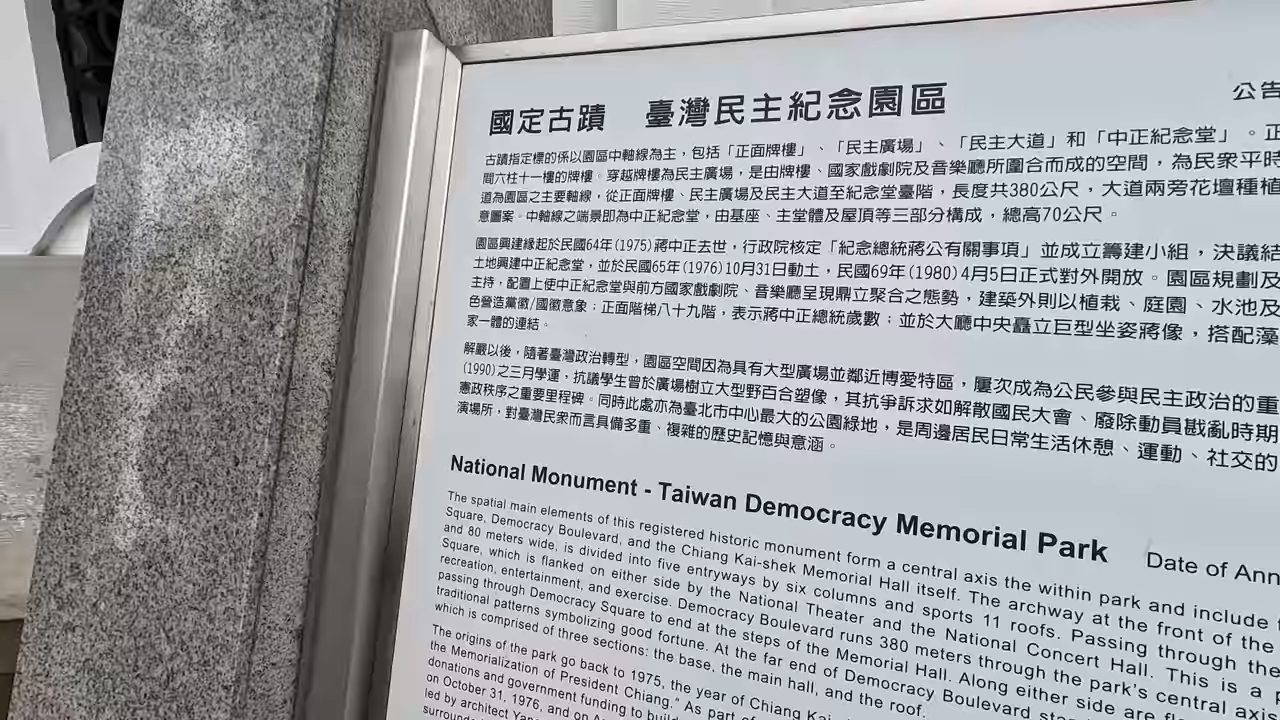 國定古蹟 臺灣民主紀念園區 公告
古蹟指定標的係以園區中軸線為主，包括「正面牌樓」、「民主廣場」、「民主大道」和「中正紀念堂」。正
間六柱十一樓的牌樓。穿越牌樓為民主廣場，是由牌樓、國家戲劇院及音樂廳所圍合而成的空間，為民衆平時
道為園區之主要軸線，從正面牌樓、民主廣場及民主大道至紀念堂臺階，長度共380公尺，大道兩旁花壇種植
意圖案。中軸線之端景即為中正紀念堂，由基座、主堂體及屋頂等三部分構成，總高70公尺。
園區興建緣起於民國64年(1975)蔣中正去世，行政院核定「紀念總統蔣公有關事項」並成立籌建小組，決議結
土地興建中正紀念堂，並於民國65年(1976)10月31日動土，民國69年(1980)4月5日正式對外開放。園區規劃及
主持，配置上使中正紀念堂與前方國家戲劇院、音樂廳呈現鼎立聚合之態勢，建築外則以植栽、庭園、水池及
色營造黨徽/國徽意象；正面階梯八十九階，表示蔣中正總統歲數；並於大廳中央矗立巨型坐姿蔣像，搭配藻
家一體的連結。
解嚴以後，隨著臺灣政治轉型，園區空間因為具有大型廣場並鄰近博愛特區，屢次成為公民參與民主政治的重
(1990)之三月學運，抗議學生曾於廣場樹立大型野百合塑像，其抗爭訴求如解散國民大會、廢除動員戡亂時期
憲政秩序之重要里程碑。同時此處亦為臺北市中心最大的公園綠地，是周邊居民日常生活休憩、運動、社交的
演場所，對臺灣民衆而言具備多重、複雜的歷史記憶與意涵。
National Monument - Taiwan Democracy Memorial Park Date of Ann
The spatial main elements of this registered historic monument form a central axis the within park and include
Square, Democracy Boulevard, and the Chiang Kai-shek Memorial Hall itself. The archway at the front of the
and 80 meters wide, is divided into five entryways by six columns and sports 11 roofs. Passing through the
Square, which is flanked on either side by the National Theater and the National Concert Hall. This is a
recreation, entertainment, and exercise. Democracy Boulevard runs 380 meters through the park's central axis
passing through Democracy Square to end at the steps of the Memorial Hall. Along either side are
traditional patterns symbolizing good fortune. At the far end of Democracy Boulevard
which is comprised of three sections: the base, the main hall, and the roof.
The origins of the park go back to 1975, the year of Chiang
the Memorialization of President Chiang." As part of
donations and government funding to build
on October 31, 1976, and on
led by architect